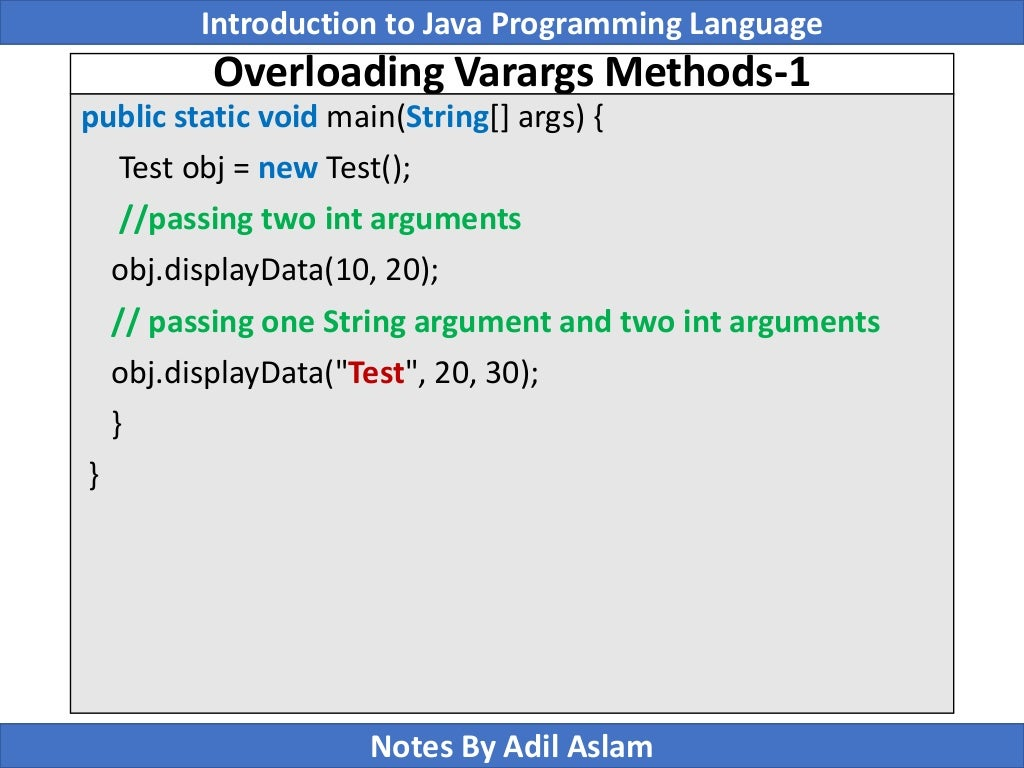 Introduction to Java Programming Language
Overloading Varargs Methods-1
public static void main(String[] args) {
Test obj = new Test();
//passing two int arguments
obj.displayData(10, 20);
// passing one String argument and two int arguments
obj.displayData("Test", 20, 30);
}
}
Notes By Adil Aslam